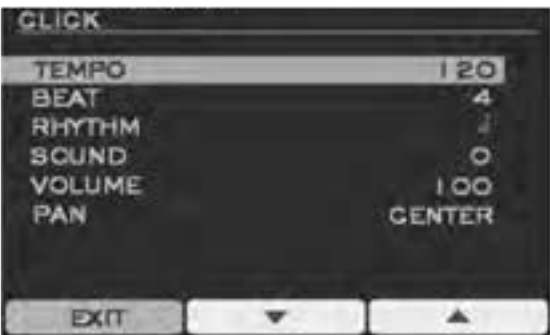 CLICK
TEMPO 120
BEAT 4
RHYTHM
SOUND 0
VOLUME 100
PAN CENTER
EXIT ▼ ▲